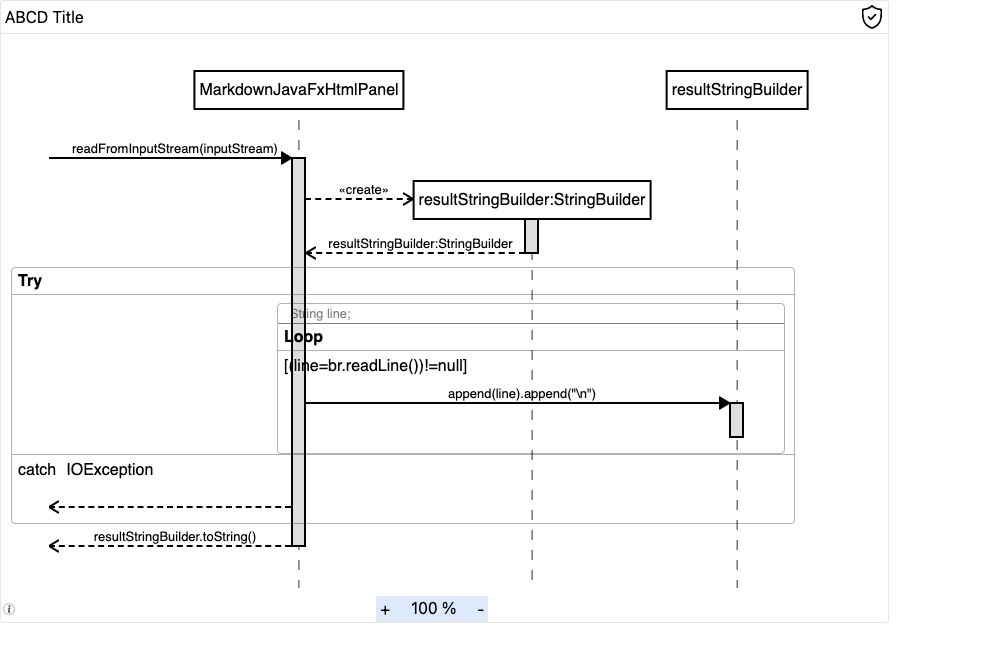 ABCD Title
MarkdownJavaFxHtmlPanel
resultStringBuilder
readFromInputStream(inputStream)
«create»
resultStringBuilder:StringBuilder
resultStringBuilder:StringBuilder
Try
String line;
Loop
[(line=br.readLine())!=null]
append(line).append("\n")
catch IOException
resultStringBuilder.toString()
+ 100 % -